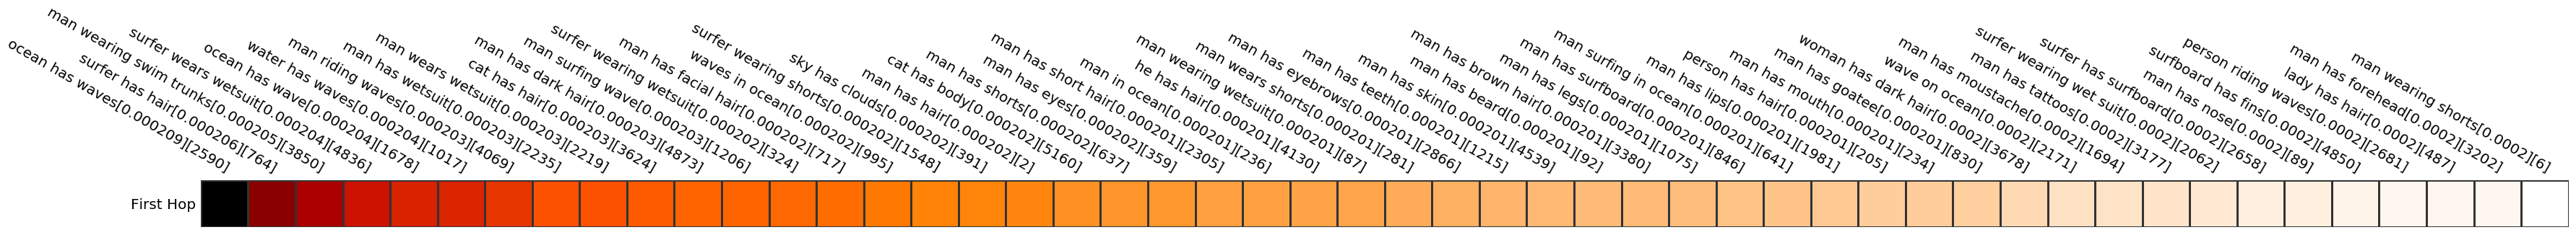 ocean has waves[0.000209][2590]
surfer has hair[0.000206][764]
man wearing swim trunks[0.000205][3850]
surfer wears wetsuit[0.000204][4836]
ocean has wave[0.000204][1678]
water has waves[0.000204][1017]
man riding waves[0.000203][4069]
man has wetsuit[0.000203][2235]
man wears wetsuit[0.000203][2219]
cat has hair[0.000203][3624]
man has dark hair[0.000203][4873]
man surfing wave[0.000203][1206]
surfer wearing wetsuit[0.000202][324]
man has facial hair[0.000202][717]
waves in ocean[0.000202][995]
surfer wearing shorts[0.000202][1548]
sky has clouds[0.000202][391]
man has hair[0.000202][2]
cat has body[0.000202][5160]
man has shorts[0.000202][637]
man has eyes[0.000202][359]
man has short hair[0.000201][2305]
man in ocean[0.000201][236]
he has hair[0.000201][4130]
man wearing wetsuit[0.000201][87]
man wears shorts[0.000201][281]
man has eyebrows[0.000201][2866]
man has teeth[0.000201][1215]
man has skin[0.000201][4539]
man has beard[0.000201][92]
man has brown hair[0.000201][3380]
man has legs[0.000201][1075]
man has surfboard[0.000201][846]
man surfing in ocean[0.000201][641]
man has lips[0.000201][1981]
person has hair[0.000201][205]
man has mouth[0.000201][234]
man has goatee[0.0002][830]
woman has dark hair[0.0002][3678]
wave on ocean[0.0002][2171]
man has moustache[0.0002][1694]
man has tattoos[0.0002][3177]
surfer wearing wet suit[0.0002][2062]
surfer has surfboard[0.0002][2658]
man has nose[0.0002][89]
surfboard has fins[0.0002][4850]
person riding waves[0.0002][2681]
lady has hair[0.0002][487]
man has forehead[0.0002][3202]
man wearing shorts[0.0002][6]
First Hop